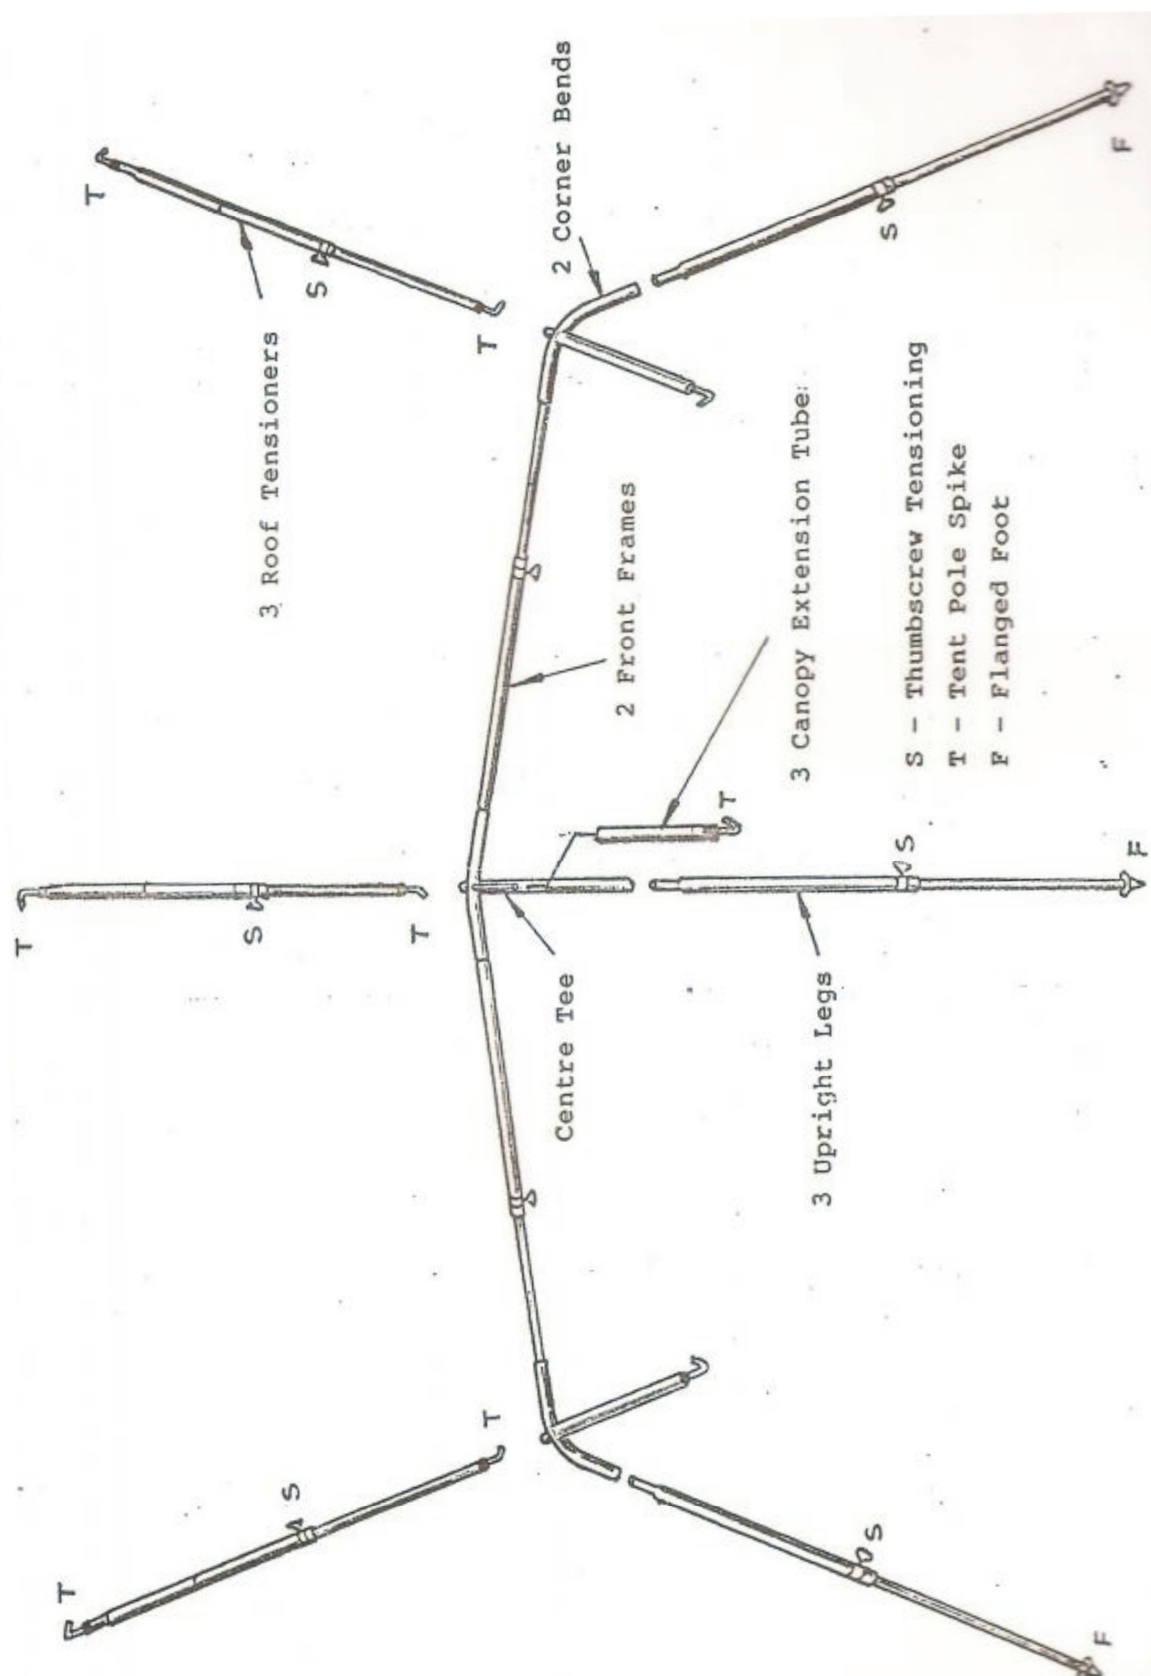 T
T
T
S
3 Roof Tensioners
S
S
T
T
T
2 Corner Bends
Centre Tee
2 Front Frames
T
3 Canopy Extension Tube:
3 Upright Legs
S
S
S
S - Thumbscrew Tensioning
T - Tent Pole Spike
F - Flanged Foot
F
F
F